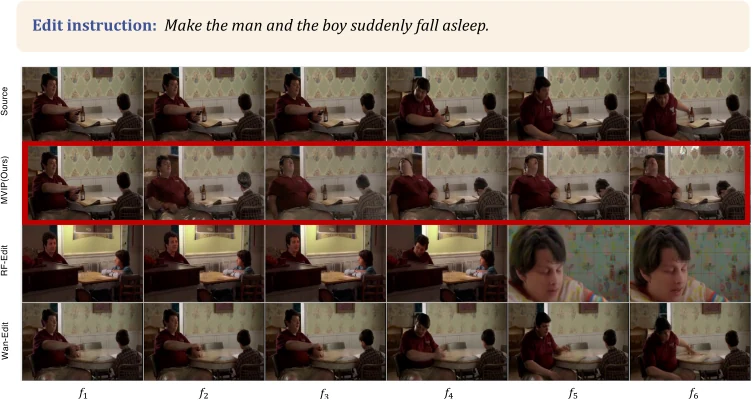 Edit instruction: Make the man and the boy suddenly fall asleep.
Source
MVIP(Ours)
RF-Edit
Wan-Edit
f1 f2 f3 f4 f5 f6